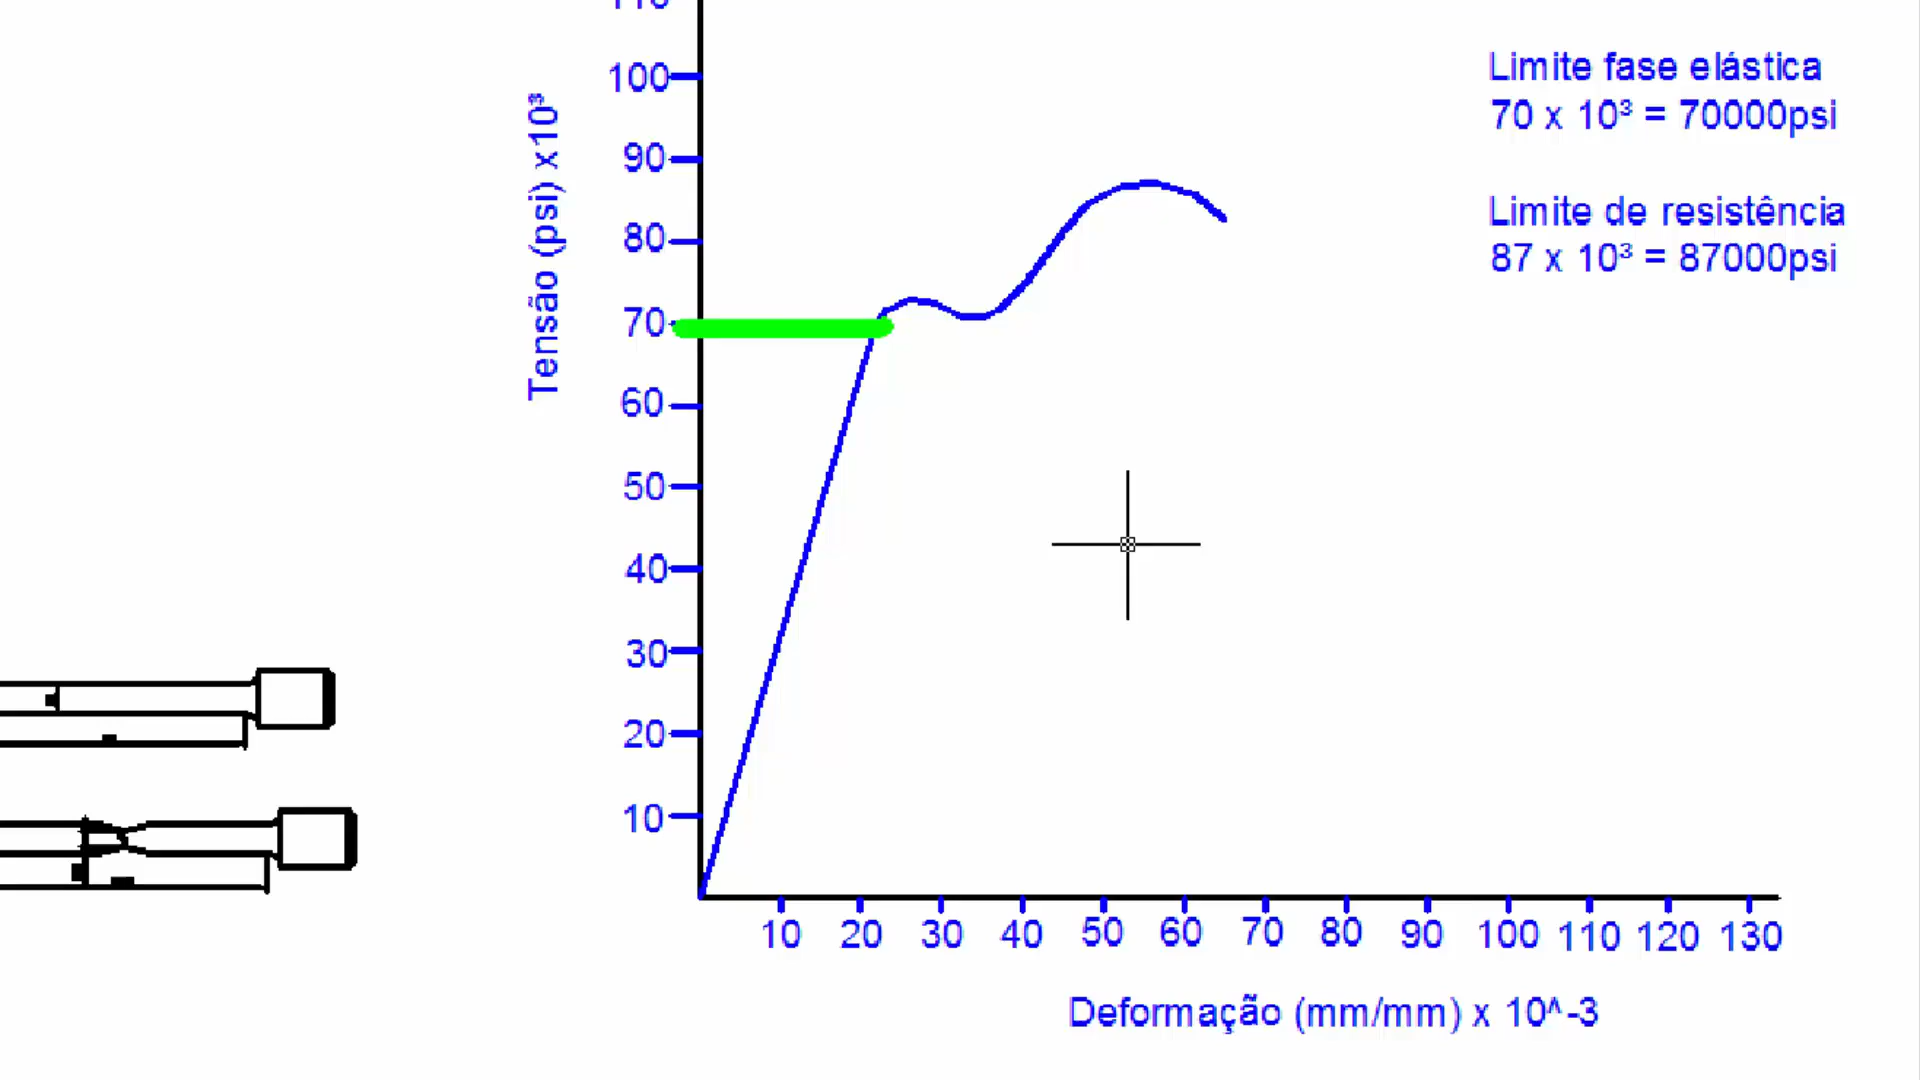 100
90
80
70
60
50
40
30
20
10
Tensão (psi) x10³
10 20 30 40 50 60 70 80 90 100 110 120 130
Deformação (mm/mm) x 10^-3
Limite fase elástica
70 x 10³ = 70000psi
Limite de resistência
87 x 10³ = 87000psi